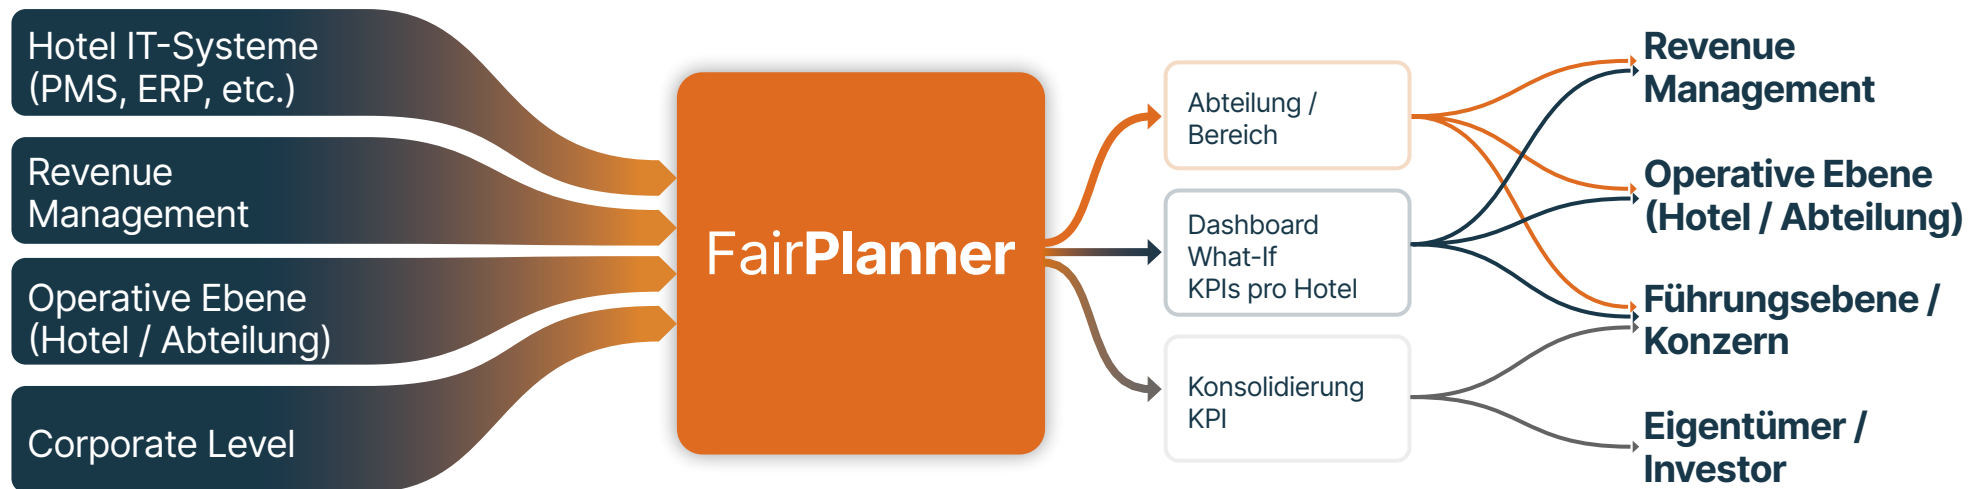 Hotel IT-Systeme
(PMS, ERP, etc.)
Revenue
Management
Operative Ebene
(Hotel / Abteilung)
Corporate Level
FairPlanner
Abteilung /
Bereich
Dashboard
What-If
KPIs pro Hotel
Konsolidierung
KPI
Revenue
Management
Operative Ebene
(Hotel / Abteilung)
Führungsebene /
Konzern
Eigentümer /
Investor